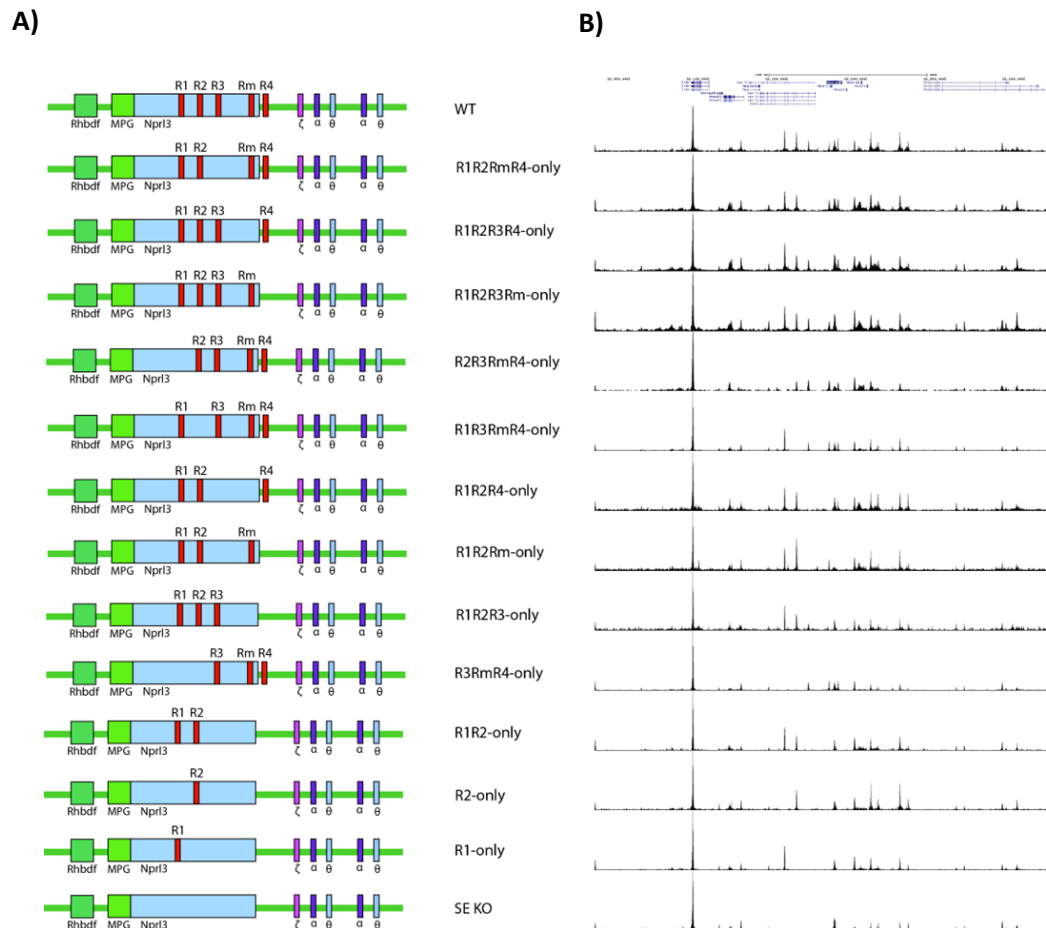 A)
B)
R1 R2 R3 Rm R4
Rhbdf MPG Nprl3 ζ α θ α θ
WT
R1 R2 Rm R4
Rhbdf MPG Nprl3 ζ α θ α θ
R1R2RmR4-only
R1 R2 R3 R4
Rhbdf MPG Nprl3 ζ α θ α θ
R1R2R3R4-only
R1 R2 R3 Rm
Rhbdf MPG Nprl3 ζ α θ α θ
R1R2R3Rm-only
R2 R3 Rm R4
Rhbdf MPG Nprl3 ζ α θ α θ
R2R3RmR4-only
R1 R3 Rm R4
Rhbdf MPG Nprl3 ζ α θ α θ
R1R3RmR4-only
R1 R2 R4
Rhbdf MPG Nprl3 ζ α θ α θ
R1R2R4-only
R1 R2 Rm
Rhbdf MPG Nprl3 ζ α θ α θ
R1R2Rm-only
R1 R2 R3
Rhbdf MPG Nprl3 ζ α θ α θ
R1R2R3-only
R3 Rm R4
Rhbdf MPG Nprl3 ζ α θ α θ
R3RmR4-only
R1 R2
Rhbdf MPG Nprl3 ζ α θ α θ
R1R2-only
R2
Rhbdf MPG Nprl3 ζ α θ α θ
R2-only
R1
Rhbdf MPG Nprl3 ζ α θ α θ
R1-only
Rhbdf MPG Nprl3 ζ α θ α θ
SE KO